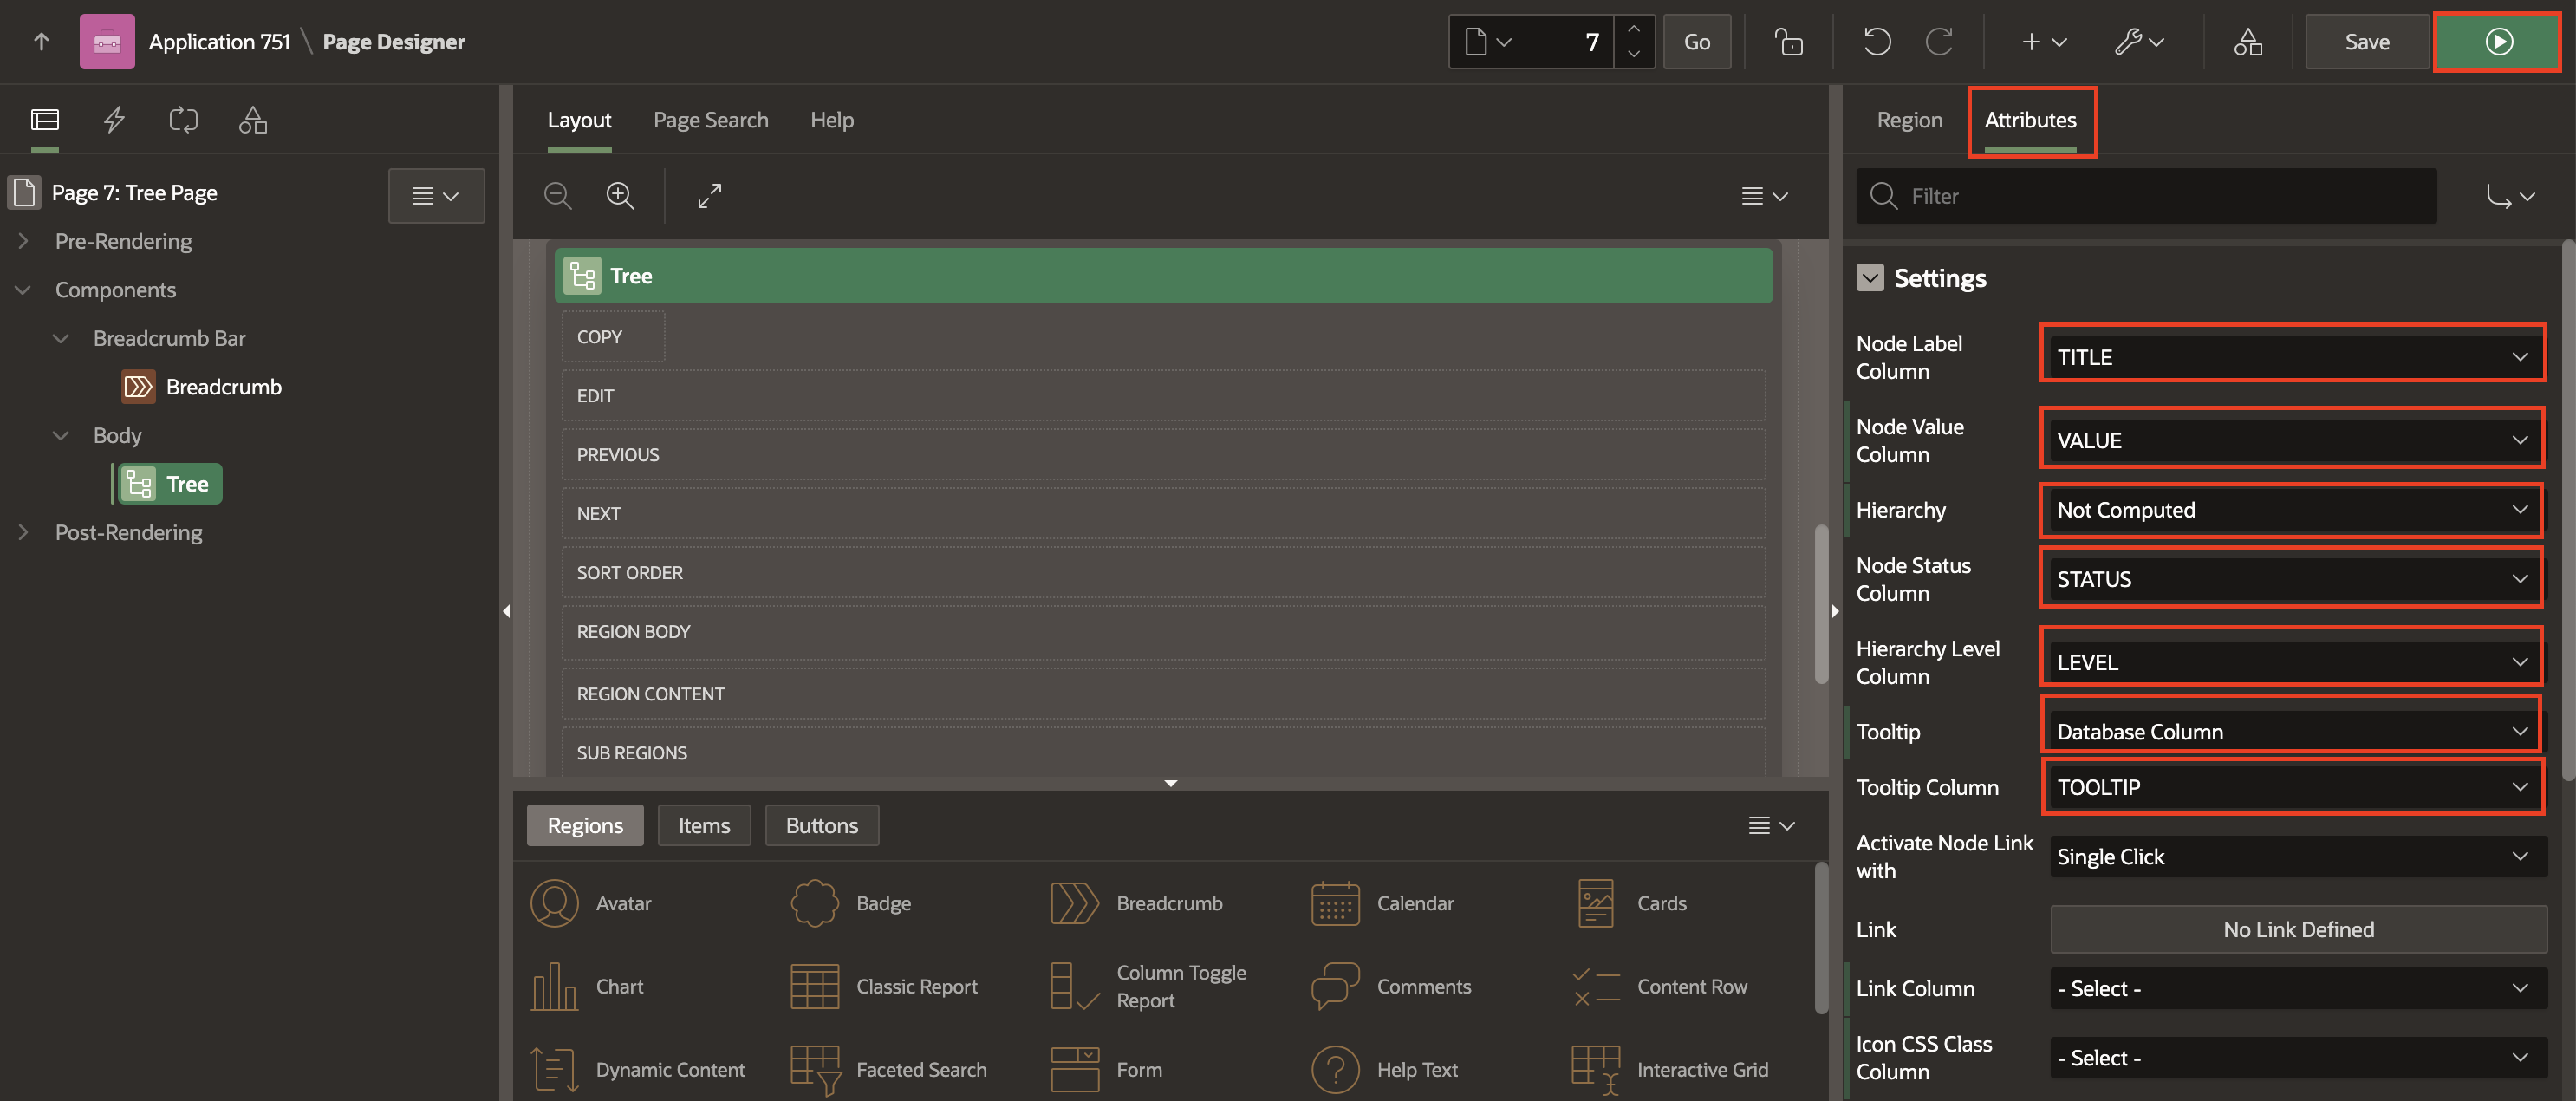 Application 751 \ Page Designer
7
Go
Save
Layout
Page Search
Help
Region
Attributes
Page 7: Tree Page
Pre-Rendering
Components
Breadcrumb Bar
Breadcrumb
Body
Tree
Post-Rendering
Tree
COPY
EDIT
PREVIOUS
NEXT
SORT ORDER
REGION BODY
REGION CONTENT
SUB REGIONS
Regions
Items
Buttons
Avatar
Badge
Breadcrumb
Calendar
Cards
Chart
Classic Report
Column Toggle
Report
Comments
Content Row
Dynamic Content
Faceted Search
Form
Help Text
Interactive Grid
Filter
Settings
Node Label
Column
TITLE
Node Value
Column
VALUE
Hierarchy
Not Computed
Node Status
Column
STATUS
Hierarchy Level
Column
LEVEL
Tooltip
Database Column
Tooltip Column
TOOLTIP
Activate Node Link
with
Single Click
Link
No Link Defined
Link Column
- Select -
Icon CSS Class
Column
- Select -